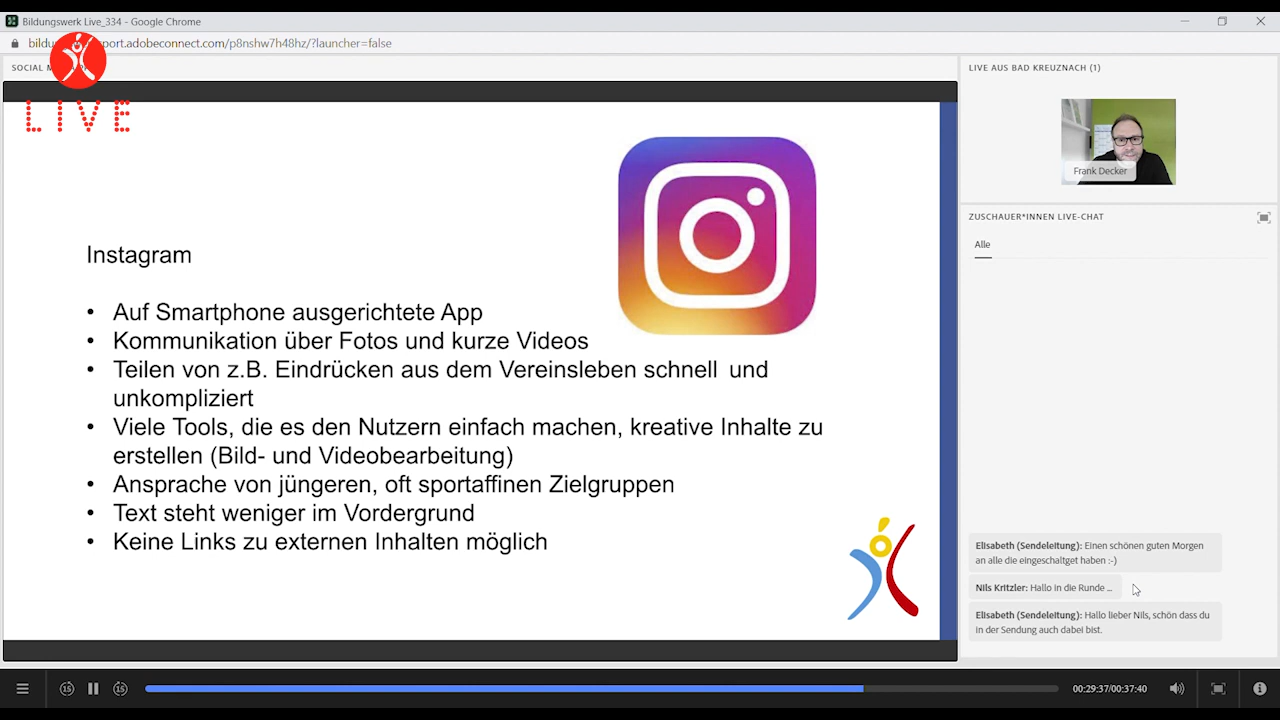 Bildungswerk Live_334 - Google Chrome
port.adobeconnect.com/p8nshw7h48hz/?launcher=false
SOCIAL
LIVE
Instagram
• Auf Smartphone ausgerichtete App
• Kommunikation über Fotos und kurze Videos
• Teilen von z.B. Eindrücken aus dem Vereinsleben schnell und
unkompliziert
• Viele Tools, die es den Nutzern einfach machen, kreative Inhalte zu
erstellen (Bild- und Videobearbeitung)
• Ansprache von jüngeren, oft sportaffinen Zielgruppen
• Text steht weniger im Vordergrund
• Keine Links zu externen Inhalten möglich
LIVE AUS BAD KREUZNACH (1)
Frank Decker
ZUSCHAUER*INNEN LIVE-CHAT
Alle
Elisabeth (Sendeleitung): Einen schönen guten Morgen
an alle die eingeschaltget haben :-)
Nils Kritzler: Hallo in die Runde ...
Elisabeth (Sendeleitung): Hallo lieber Nils, schön dass du
in der Sendung auch dabei bist.
15
15
00:29:37/00:37:40